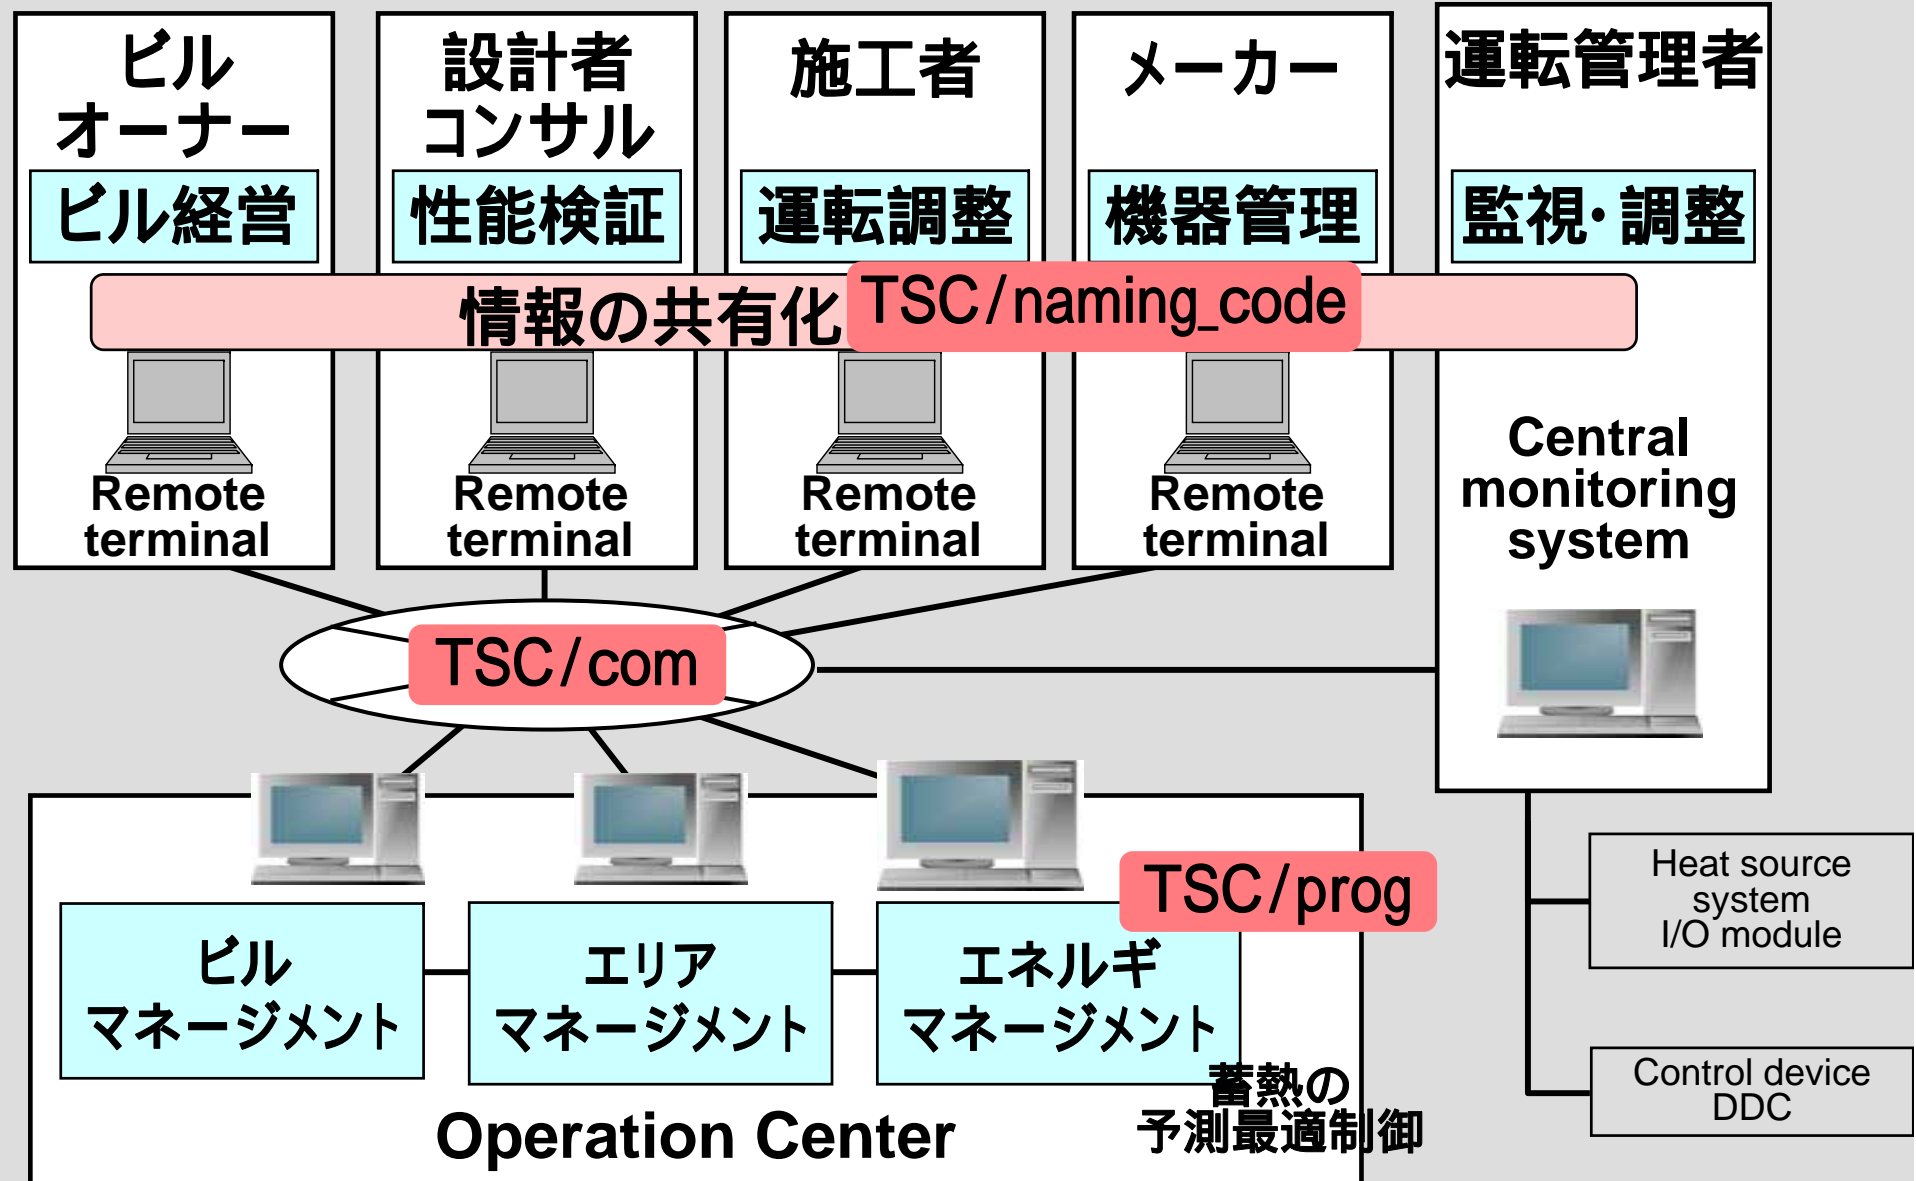 ビル
オーナー
ビル経営
設計者
コンサル
性能検証
施工者
運転調整
メーカー
機器管理
運転管理者
監視・調整
情報の共有化
TSC/naming_code
Remote
terminal
Remote
terminal
Remote
terminal
Remote
terminal
Central
monitoring
system
TSC/com
TSC/prog
ビル
マネージメント
エリア
マネージメント
エネルギ
マネージメント
蓄熱の
予測最適制御
Operation Center
Heat source
system
I/O module
Control device
DDC